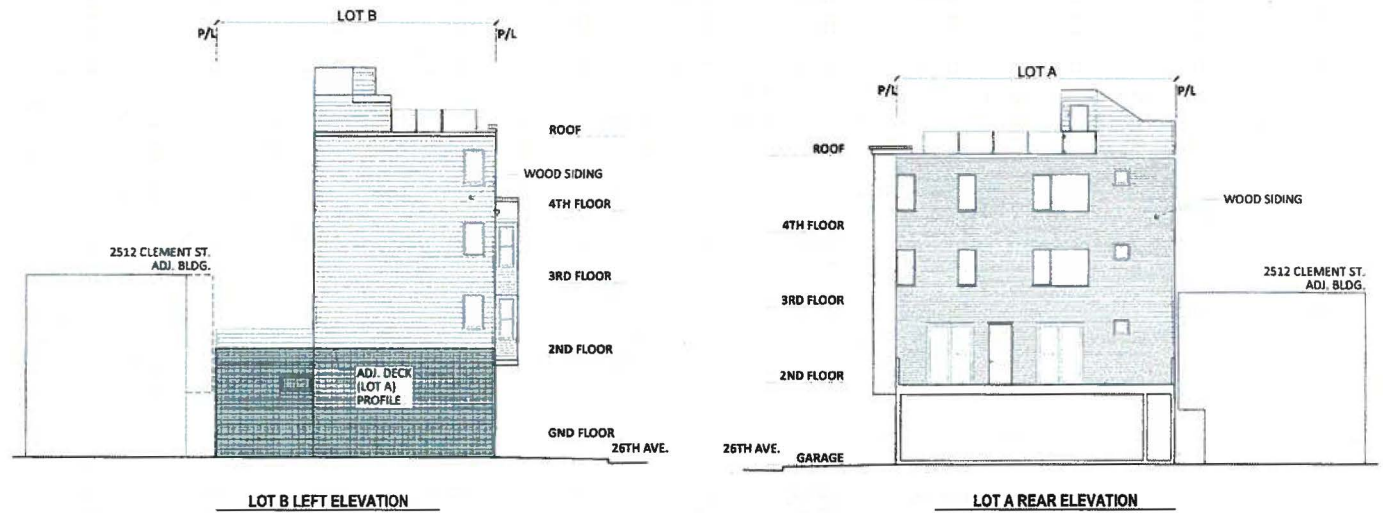 LOT B
P/L
P/L
ROOF
WOOD SIDING
4TH FLOOR
2512 CLEMENT ST.
ADJ. BLDG.
3RD FLOOR
2ND FLOOR
ADJ. DECK
(LOT A)
PROFILE
GND FLOOR
26TH AVE.
LOT B LEFT ELEVATION
LOT A
P/L
P/L
ROOF
WOOD SIDING
4TH FLOOR
2512 CLEMENT ST.
ADJ. BLDG.
3RD FLOOR
2ND FLOOR
26TH AVE.
GARAGE
LOT A REAR ELEVATION